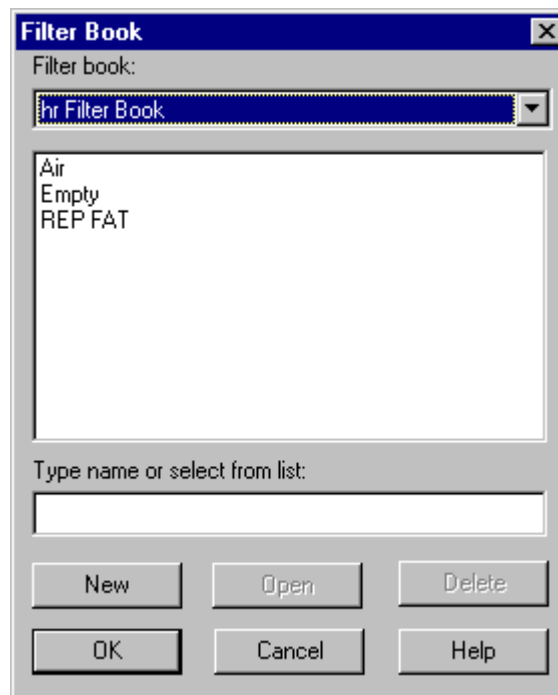 Filter Book
Filter book:
hr Filter Book
Air
Empty
REP FAT
Type name or select from list:
New Open Delete
OK Cancel Help